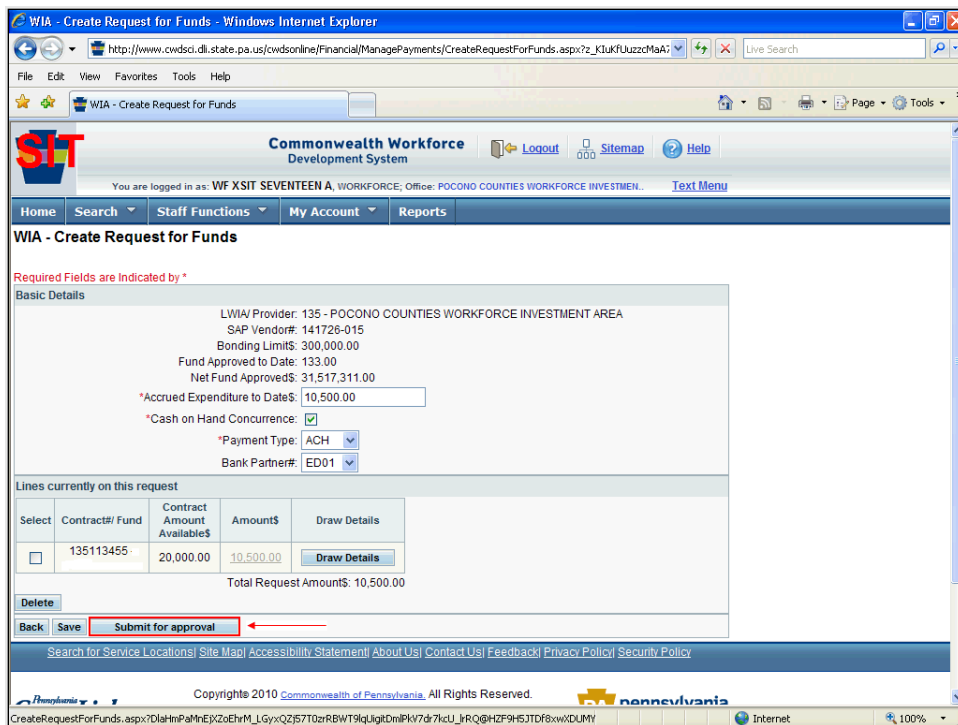 WIA - Create Request for Funds - Windows Internet Explorer
http://www.cwdsci.dli.state.pa.us/cwdsonline/Financial/ManagePayments/CreateRequestForFunds.aspx?z_KIuKfUuzzcMaA7
Live Search
File Edit View Favorites Tools Help
WIA - Create Request for Funds
Page Tools
SIT
Commonwealth Workforce
Development System
Logout Sitemap Help
You are logged in as: WF XSIT SEVENTEEN A, WORKFORCE; Office: POCONO COUNTIES WORKFORCE INVESTMEN.. Text Menu
Home Search Staff Functions My Account Reports
WIA - Create Request for Funds
Required Fields are Indicated by *
Basic Details
LWIA/ Provider: 135 - POCONO COUNTIES WORKFORCE INVESTMENT AREA
SAP Vendor#: 141726-015
Bonding Limit$: 300,000.00
Fund Approved to Date: 133.00
Net Fund Approved$: 31,517,311.00
*Accrued Expenditure to Date$: 10,500.00
*Cash on Hand Concurrence:
*Payment Type: ACH
Bank Partner#: ED01
Lines currently on this request
Select Contract#/ Fund Contract Amount Available$ Amount$ Draw Details
135113455 20,000.00 10,500.00 Draw Details
Total Request Amount$: 10,500.00
Delete
Back Save Submit for approval
Search for Service Locations| Site Map| Accessibility Statement| About Us| Contact Us| Feedback| Privacy Policy| Security Policy
Copyright© 2010 Commonwealth of Pennsylvania. All Rights Reserved.
Pennsylvania pennsylvania
Internet 100%